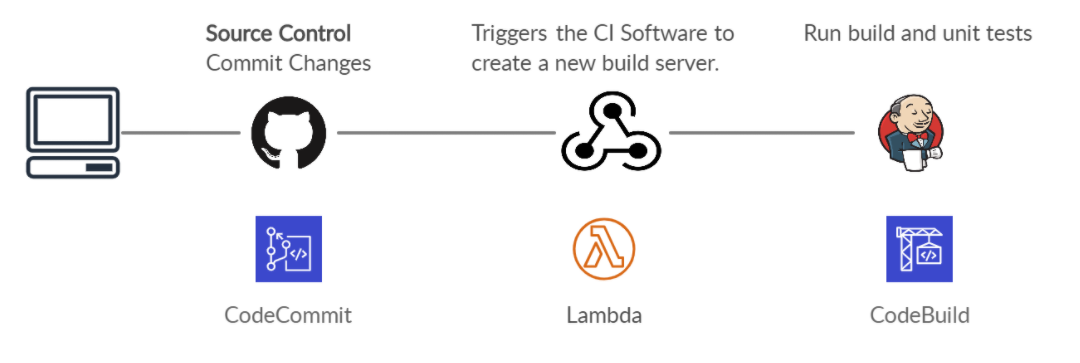 Source Control
Commit Changes
Triggers the CI Software to
create a new build server.
Run build and unit tests
</>
CodeCommit
Lambda
</>
CodeBuild